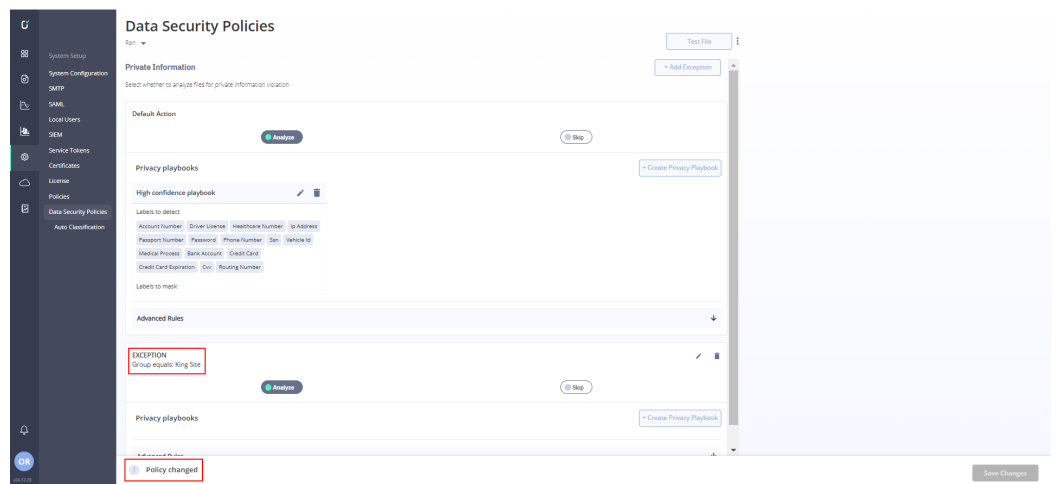 Data Security Policies
Ron
Test File
System Setup
System Configuration
SMTP
SAML
Local Users
SIEM
Service Tokens
Certificates
License
Policies
Data Security Policies
Auto Classification
Private Information
+ Add Exception
Select whether to analyze files for private information violation
Default Action
Analyze
Skip
Privacy playbooks
+ Create Privacy Playbook
High confidence playbook
Labels to detect
Account Number Driver License Healthcare Number Ip Address
Passport Number Password Phone Number Ssn Vehicle Id
Medical Process Bank Account Credit Card
Credit Card Expiration Cvv Routing Number
Labels to mask
Advanced Rules
EXCEPTION
Group equals: King Site
Analyze
Skip
Privacy playbooks
+ Create Privacy Playbook
Advanced Rules
OR
Policy changed
Save Changes